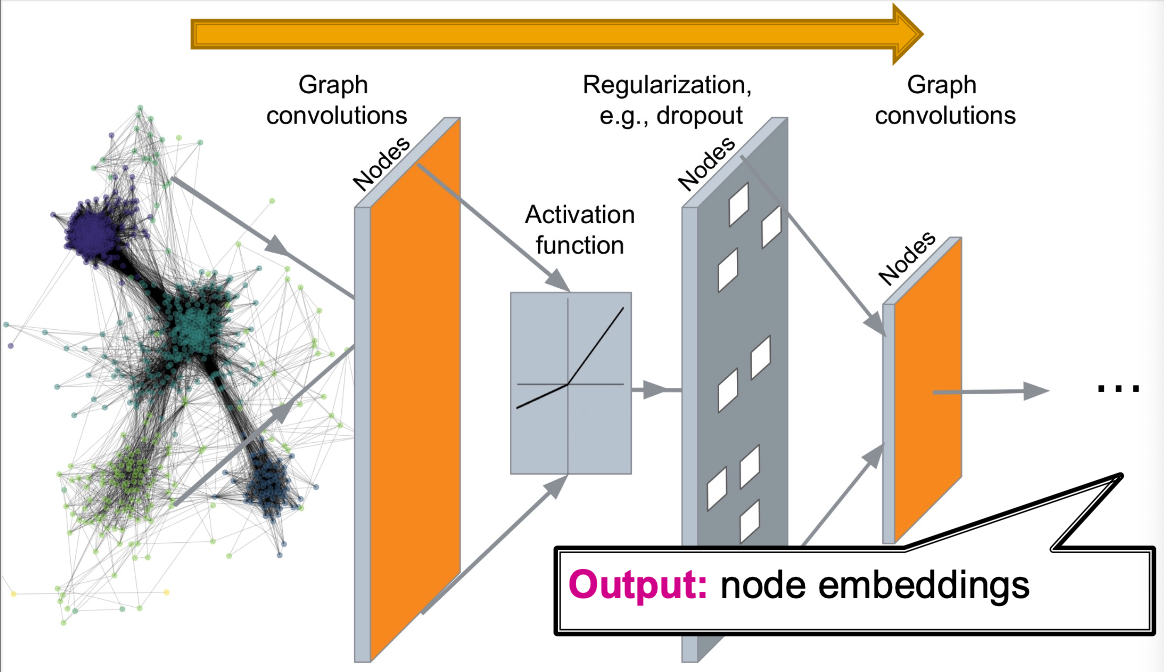 Graph
convolutions
Regularization,
e.g., dropout
Graph
convolutions
Nodes
Activation
function
Nodes
Nodes
...
Output: node embeddings